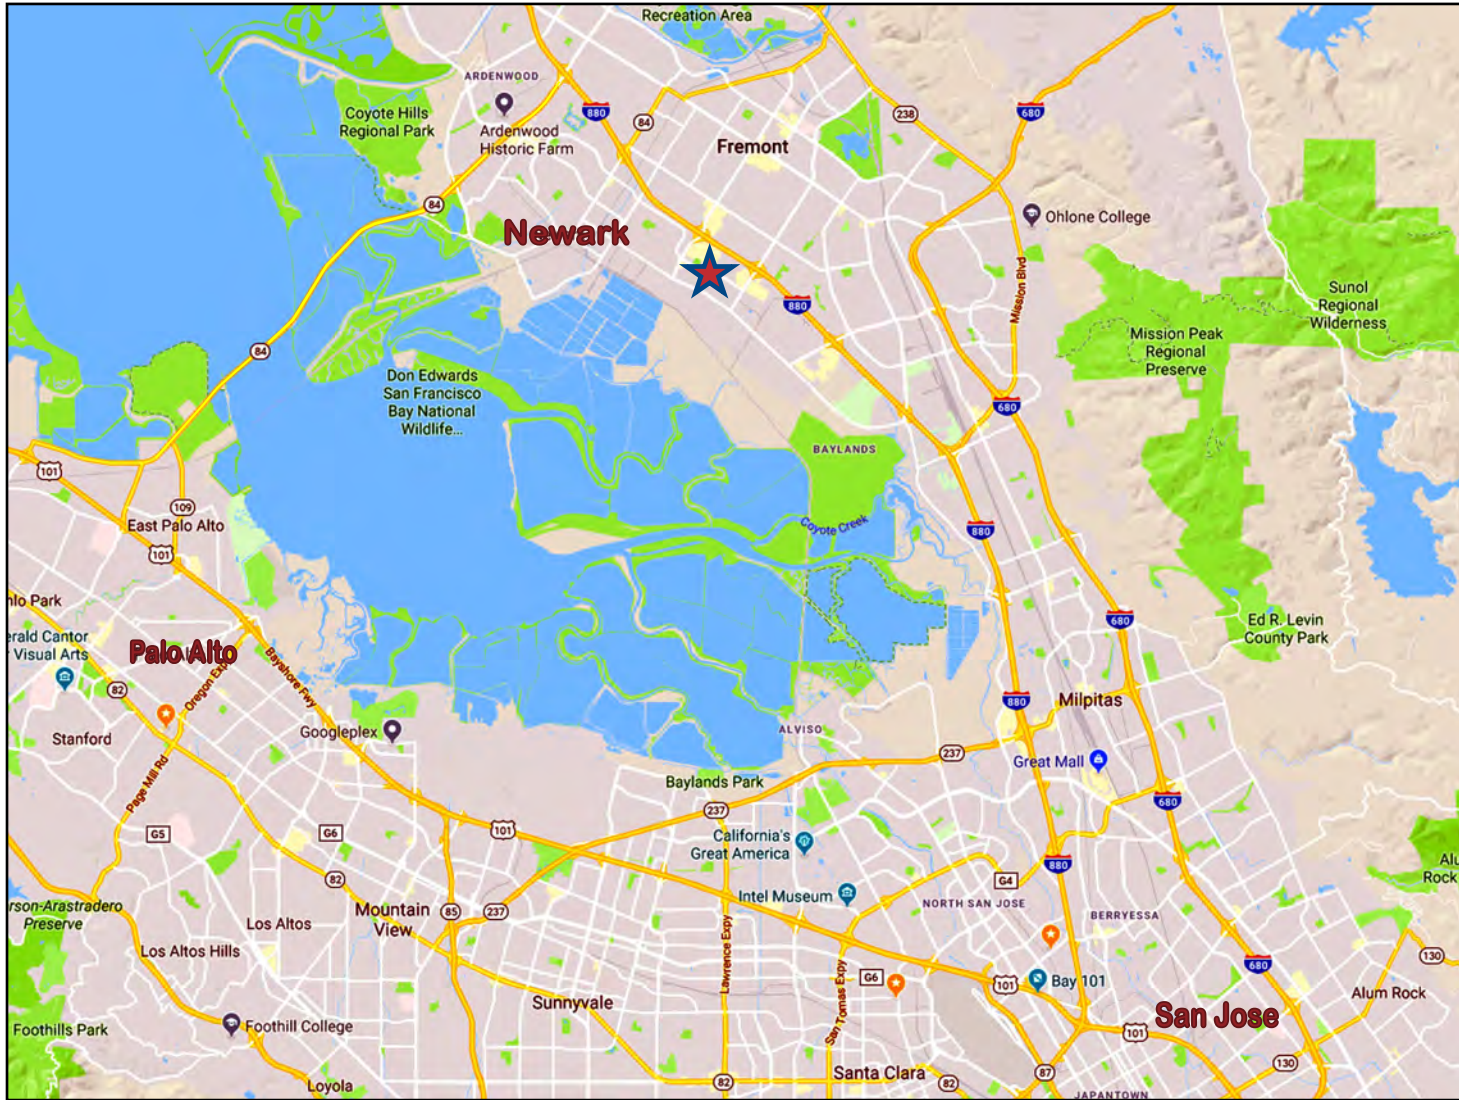 Recreation Area
ARDENWOOD
Coyote Hills
Regional Park
Ardenwood
Historic Farm
880
84
238
680
Fremont
84
Ohlone College
Newark
880
Mission Blvd
Sunol
Regional
Wilderness
Mission Peak
Regional
Preserve
84
Don Edwards
San Francisco
Bay National
Wildlife...
680
BAYLANDS
101
109
East Palo Alto
101
Coyote Creek
880
680
Ed R. Levin
County Park
nlo Park
erald Cantor
r Visual Arts
Palo Alto
Oregon Exp
Bayshore Fwy
82
Stanford
Googleplex
Page Mill Rd
880
Milpitas
ALVISO
237
Great Mall
Baylands Park
237
680
G5
G6
101
California's
Great America
880
Alu
Rock
82
Intel Museum
G4
NORTH SAN JOSE
BERRYESSA
rson-Arastradero
Preserve
Los Altos
Mountain
View
85
237
Los Altos Hills
Lawrence Expy
San Tomas Expy
G6
101
Bay 101
680
130
Alum Rock
Sunnyvale
San Jose
101
Foothills Park
Foothill College
130
Loyola
82
Santa Clara
82
87
JAPANTOWN